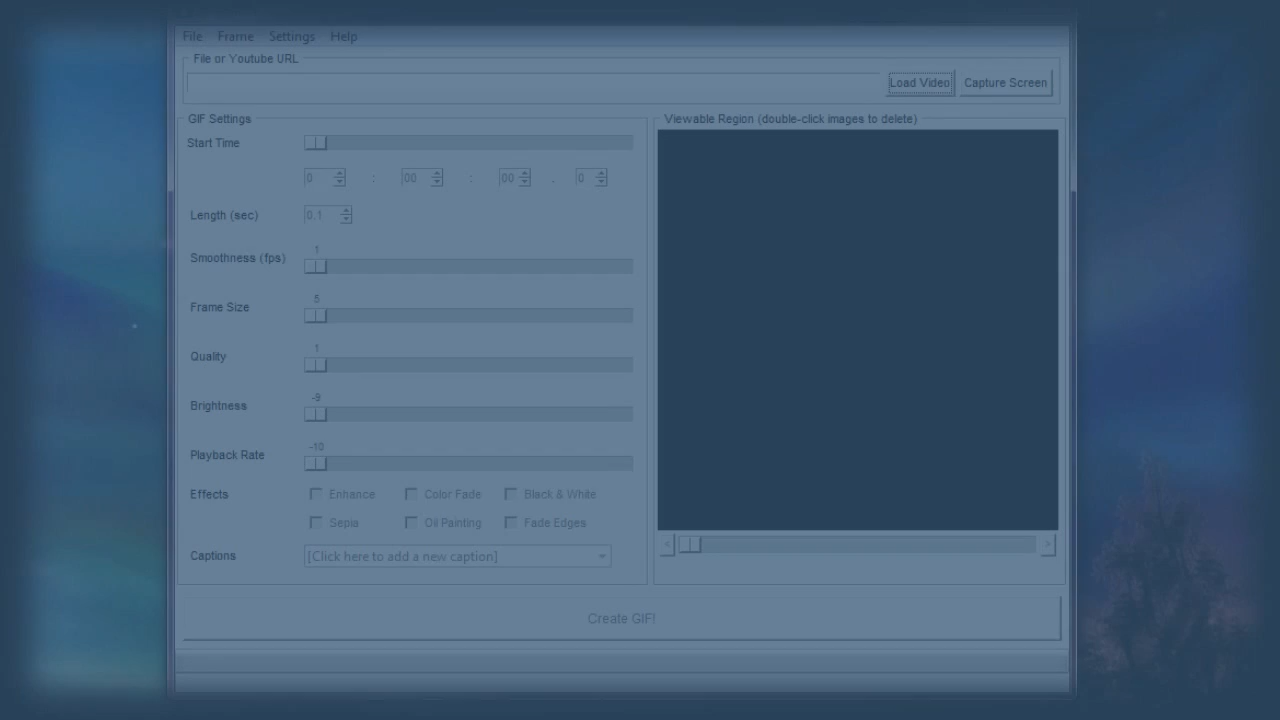 File Frame Settings Help
File or Youtube URL
Load Video Capture Screen
GIF Settings
Viewable Region (double-click images to delete)
Start Time
0 : 00 : 00 . 0
Length (sec) 0.1
1
Smoothness (fps)
5
Frame Size
1
Quality
-9
Brightness
-10
Playback Rate
Effects Enhance Color Fade Black & White
Sepia Oil Painting Fade Edges
Captions [Click here to add a new caption]
< >
Create GIF!